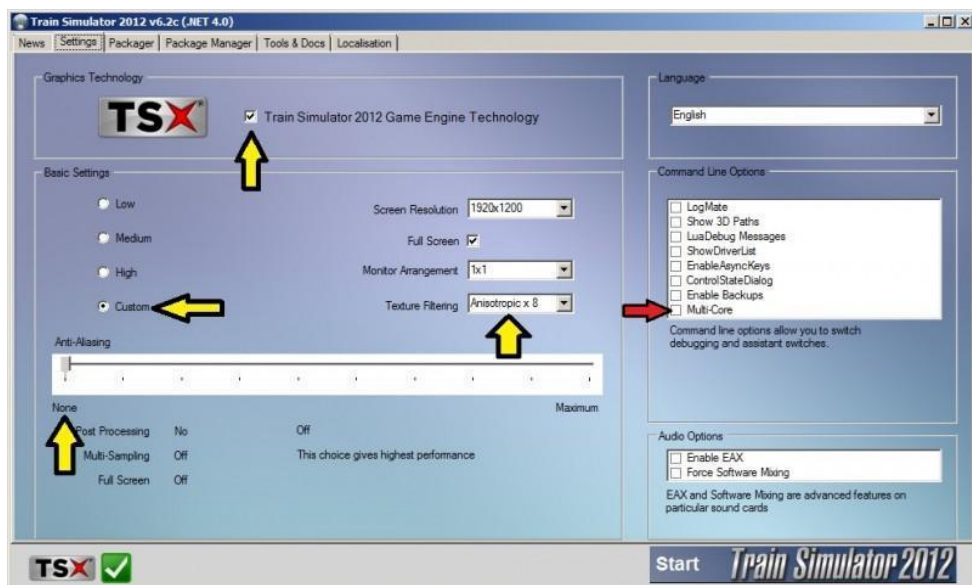 Train Simulator 2012 v6.2c (.NET 4.0)
News Settings Packager Package Manager Tools & Docs Localisation
Graphics Technology
TSX
Train Simulator 2012 Game Engine Technology
Language
English
Basic Settings
Low
Medium
High
Custom
Screen Resolution 1920x1200
Full Screen
Monitor Arrangement 1x1
Texture Filtering Anisotropic x 8
Anti-Aliasing
None Maximum
Post Processing No Off
Multi-Sampling Off This choice gives highest performance
Full Screen Off
Command Line Options
LogMate
Show 3D Paths
LuaDebug Messages
ShowDriverList
EnableAsyncKeys
ControlStateDialog
Enable Backups
Multi-Core
Command line options allow you to switch
debugging and assistant switches.
Audio Options
Enable EAX
Force Software Mixing
EAX and Software Mixing are advanced features on
particular sound cards
TSX
Start Train Simulator 2012